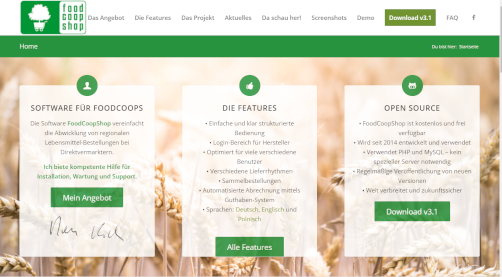 food
coop
shop
Das Angebot
Die Features
Das Projekt
Aktuelles
Da schau her!
Screenshots
Demo
Download v3.1
FAQ
Home
Du bist hier: Startseite
SOFTWARE FÜR FOODCOOPS
Die Software FoodCoopShop vereinfacht
die Abwicklung von regionalen
Lebensmittel-Bestellungen bei
Direktvermarktern.
Ich biete kompetente Hilfe für
Installation, Wartung und Support.
Mein Angebot
DIE FEATURES
• Einfache und klar strukturierte
Bedienung
• Login-Bereich für Hersteller
• Optimiert für viele verschiedene
Benutzer
• Verschiedene Lieferrhythmen
• Sammelbestellungen
• Automatisierte Abrechnung mittels
Guthaben-System
• Sprachen: Deutsch, Englisch und
Polnisch
Alle Features
OPEN SOURCE
• FoodCoopShop ist kostenlos und frei
verfügbar
• Wird seit 2014 entwickelt und verwendet
• Verwendet PHP und MySQL – kein
spezieller Server notwendig
• Regelmäßige Veröffentlichung von neuen
Versionen
• Weit verbreitet und zukunftssicher
Download v3.1